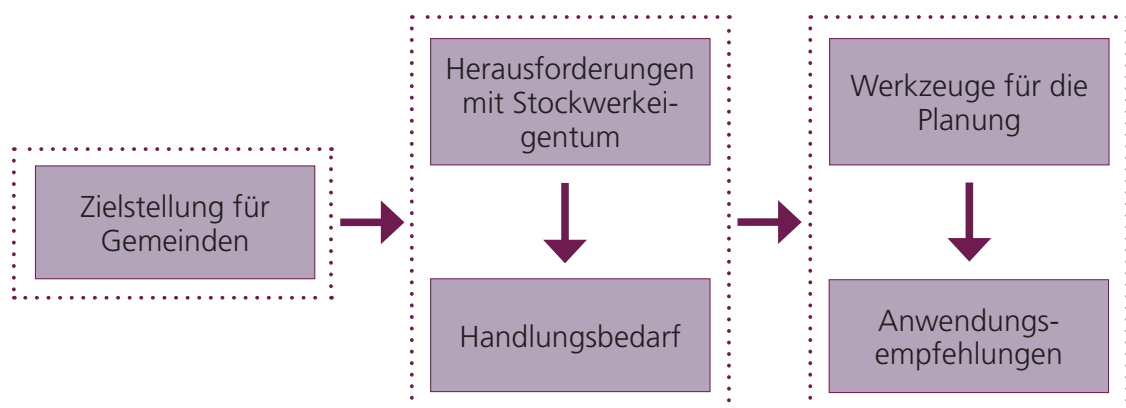 Zielstellung für
Gemeinden
Herausforderungen
mit Stockwerkei-
gentum
Handlungsbedarf
Werkzeuge für die
Planung
Anwendungs-
empfehlungen